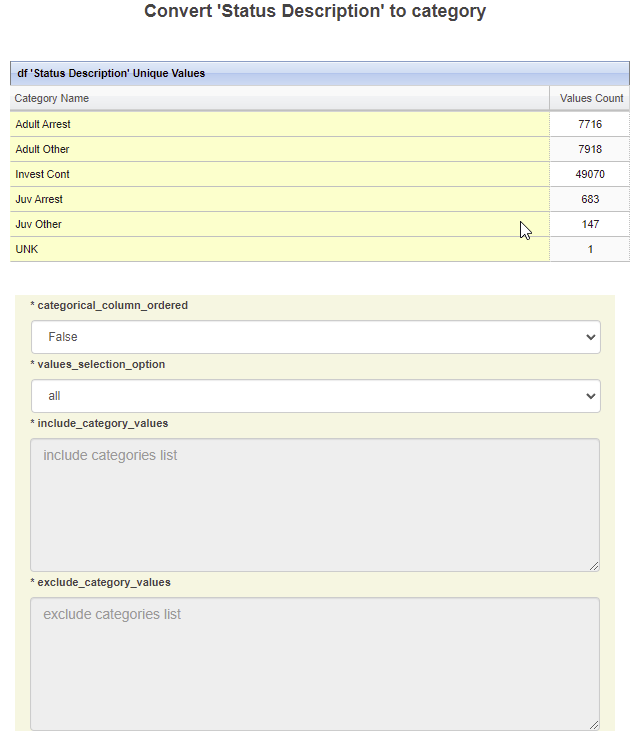 Convert 'Status Description' to category
df 'Status Description' Unique Values
Category Name Values Count
Adult Arrest 7716
Adult Other 7918
Invest Cont 49070
Juv Arrest 683
Juv Other 147
UNK 1
* categorical_column_ordered
False
* values_selection_option
all
* include_category_values
include categories list
* exclude_category_values
exclude categories list